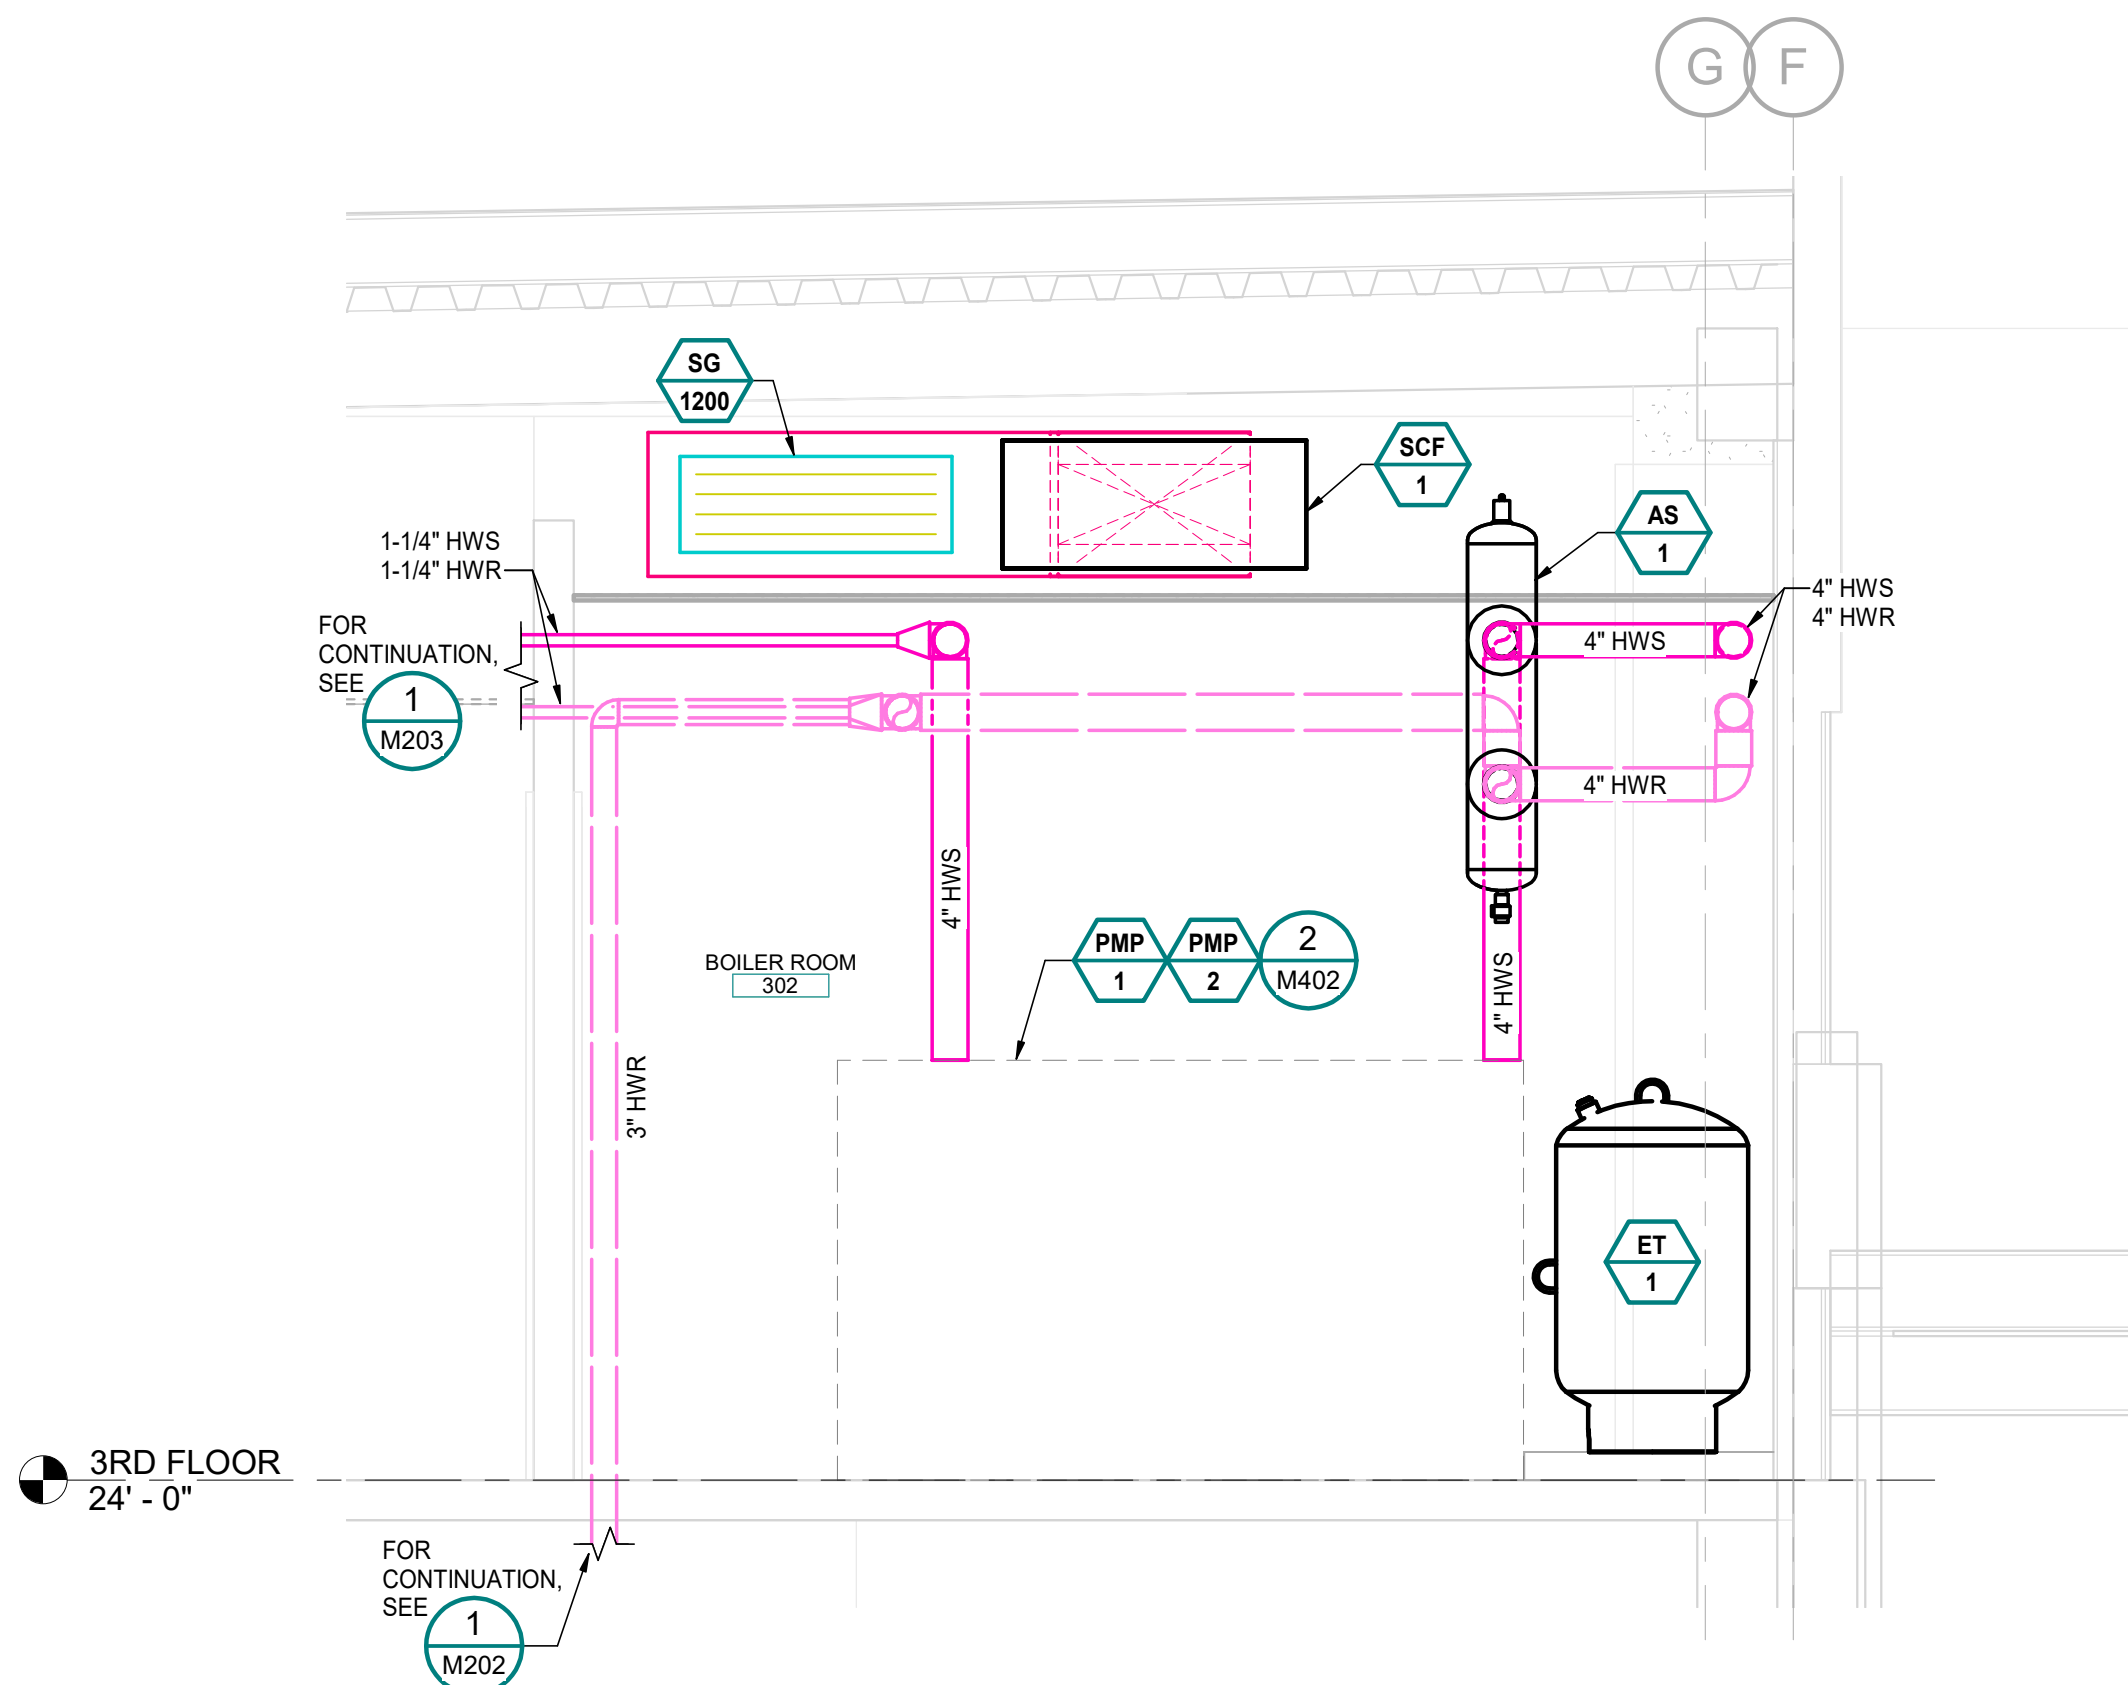 G
F
SG
1200
SCF
1
AS
1
1-1/4" HWS
1-1/4" HWR
4" HWS
4" HWR
FOR
CONTINUATION,
SEE
1
M203
4" HWS
4" HWR
4" HWS
PMP
1
PMP
2
2
M402
4" HWS
BOILER ROOM
302
3" HWR
ET
1
3RD FLOOR
24' - 0"
FOR
CONTINUATION,
SEE
1
M202